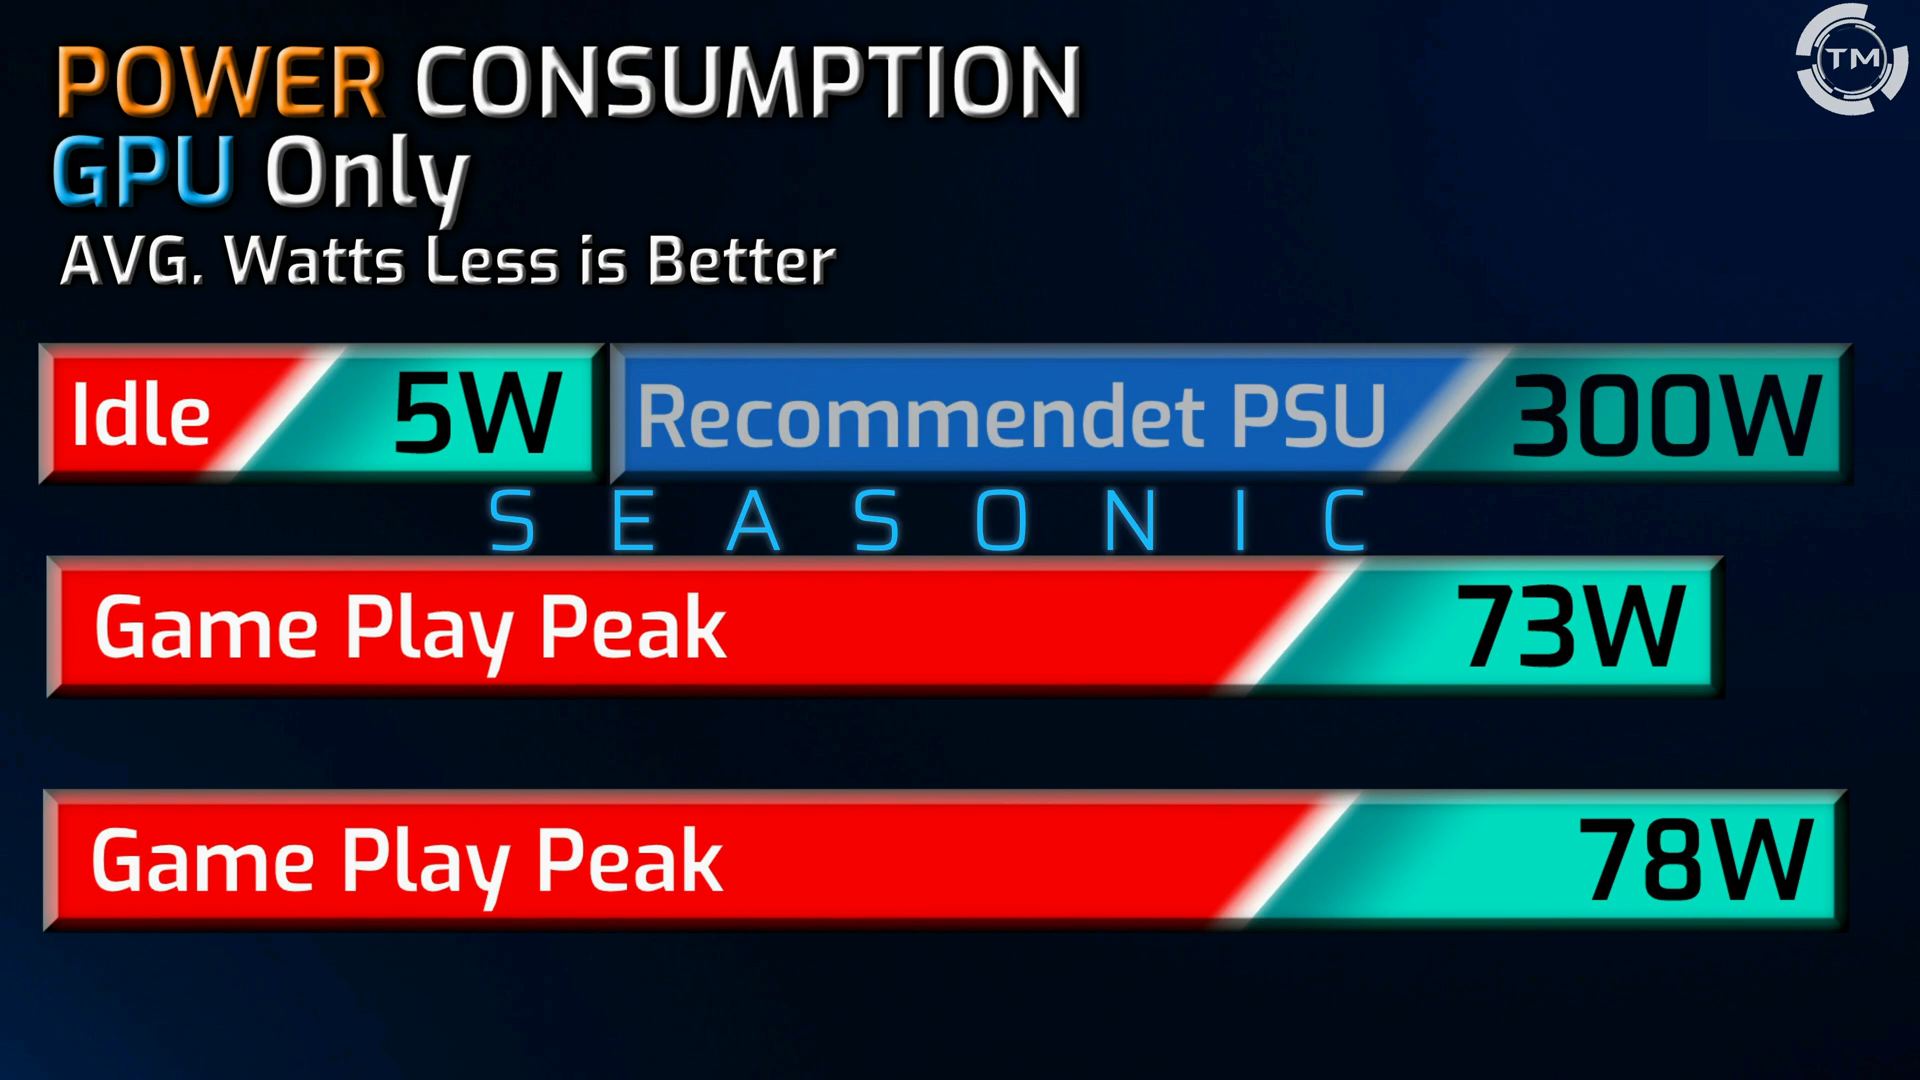 TM
POWER CONSUMPTION
GPU Only
AVG. Watts Less is Better
Idle 5W Recommendet PSU 300W
SEASONIC
Game Play Peak 73W
Game Play Peak 78W